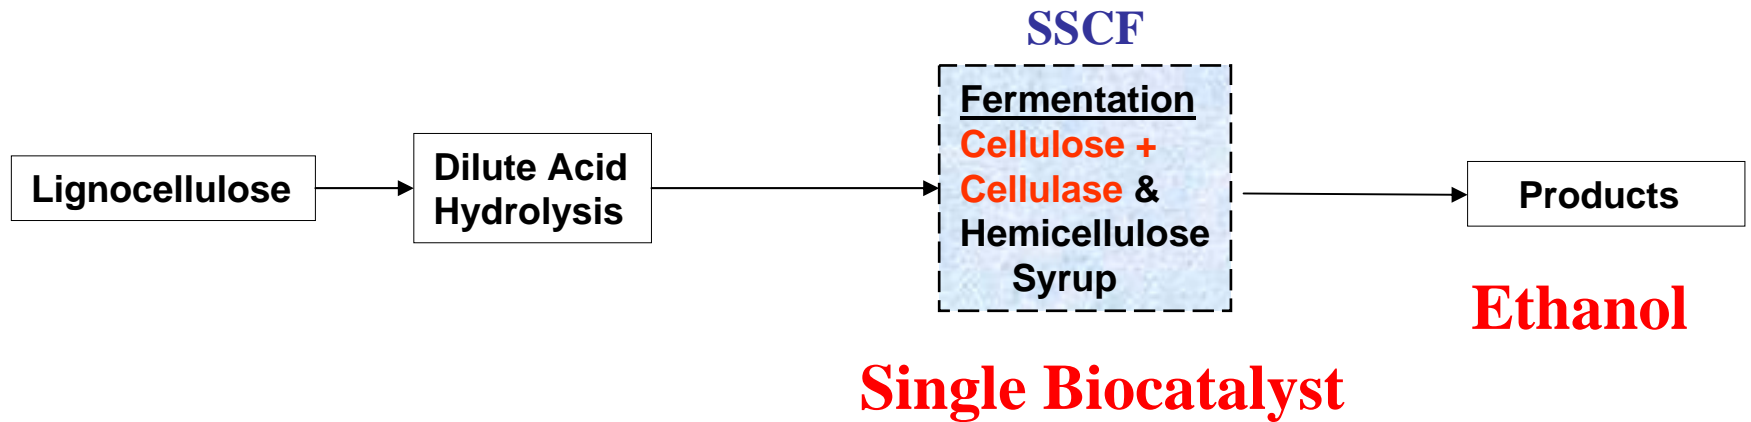 SSCF
Lignocellulose
Dilute Acid
Hydrolysis
Fermentation
Cellulose +
Cellulase &
Hemicellulose
Syrup
Products
Ethanol
Single Biocatalyst